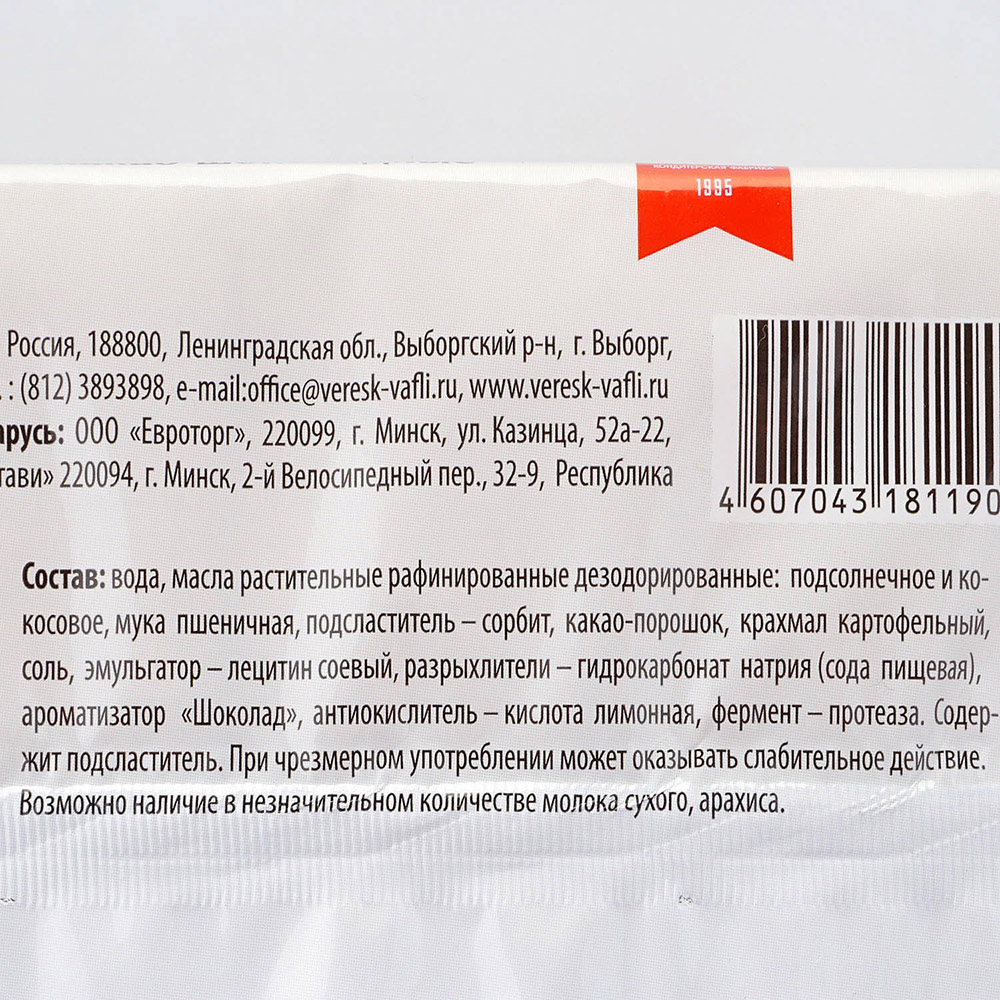 КОНДИТЕРСКАЯ ФАБРИКА
1995
Россия, 188800, Ленинградская обл., Выборгский р-н, г. Выборг,
.: (812) 3893898, e-mail:office@veresk-vafli.ru, www.veresk-vafli.ru
арусь: ООО «Евроторг», 220099, г. Минск, ул. Казинца, 52а-22,
тави» 220094, г. Минск, 2-й Велосипедный пер., 32-9, Республика
4 607043 181190
Состав: вода, масла растительные рафинированные дезодорированные: подсолнечное и ко-
косовое, мука пшеничная, подсластитель – сорбит, какао-порошок, крахмал картофельный,
соль, эмульгатор – лецитин соевый, разрыхлители – гидрокарбонат натрия (сода пищевая),
ароматизатор «Шоколад», антиокислитель – кислота лимонная, фермент – протеаза. Содер-
жит подсластитель. При чрезмерном употреблении может оказывать слабительное действие.
Возможно наличие в незначительном количестве молока сухого, арахиса.